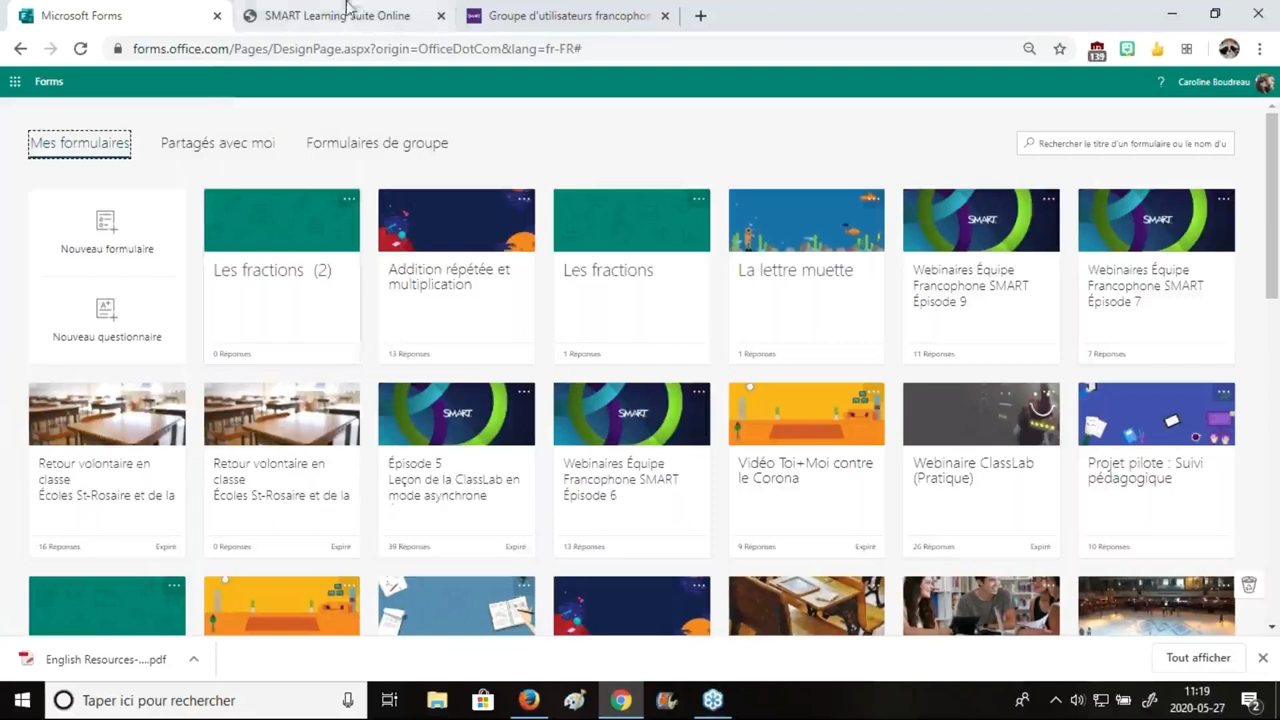 Microsoft Forms
SMART Learning Suite Online
Groupe d'utilisateurs francophon
forms.office.com/Pages/DesignPage.aspx?origin=OfficeDotCom&lang=fr-FR#
139
Forms
?
Caroline Boudreau
Mes formulaires
Partagés avec moi
Formulaires de groupe
Rechercher le titre d'un formulaire ou le nom d'u
Nouveau formulaire
Nouveau questionnaire
Les fractions (2)
0 Réponses
Addition répétée et
multiplication
13 Réponses
Les fractions
1 Réponses
La lettre muette
1 Réponses
SMART
Webinaires Équipe
Francophone SMART
Épisode 9
11 Réponses
SMART
Webinaires Équipe
Francophone SMART
Épisode 7
7 Réponses
Retour volontaire en
classe
Écoles St-Rosaire et de la
16 Réponses
Expiré
Retour volontaire en
classe
Écoles St-Rosaire et de la
0 Réponses
Expiré
SMART
Épisode 5
Leçon de la ClassLab en
mode asynchrone
39 Réponses
Expiré
SMART
Webinaires Équipe
Francophone SMART
Épisode 6
13 Réponses
Vidéo Toi+Moi contre
le Corona
9 Réponses
Expiré
Webinaire ClassLab
(Pratique)
26 Réponses
Expiré
Projet pilote : Suivi
pédagogique
10 Réponses
English Resources-....pdf
Tout afficher
Taper ici pour rechercher
11:19
2020-05-27
2